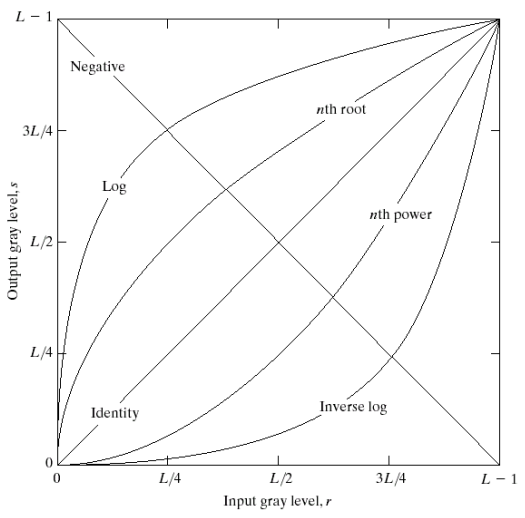 L − 1
Negative
nth root
3L/4
Log
nth power
L/2
Output gray level, s
L/4
Identity
Inverse log
0
0 L/4 L/2 3L/4 L − 1
Input gray level, r